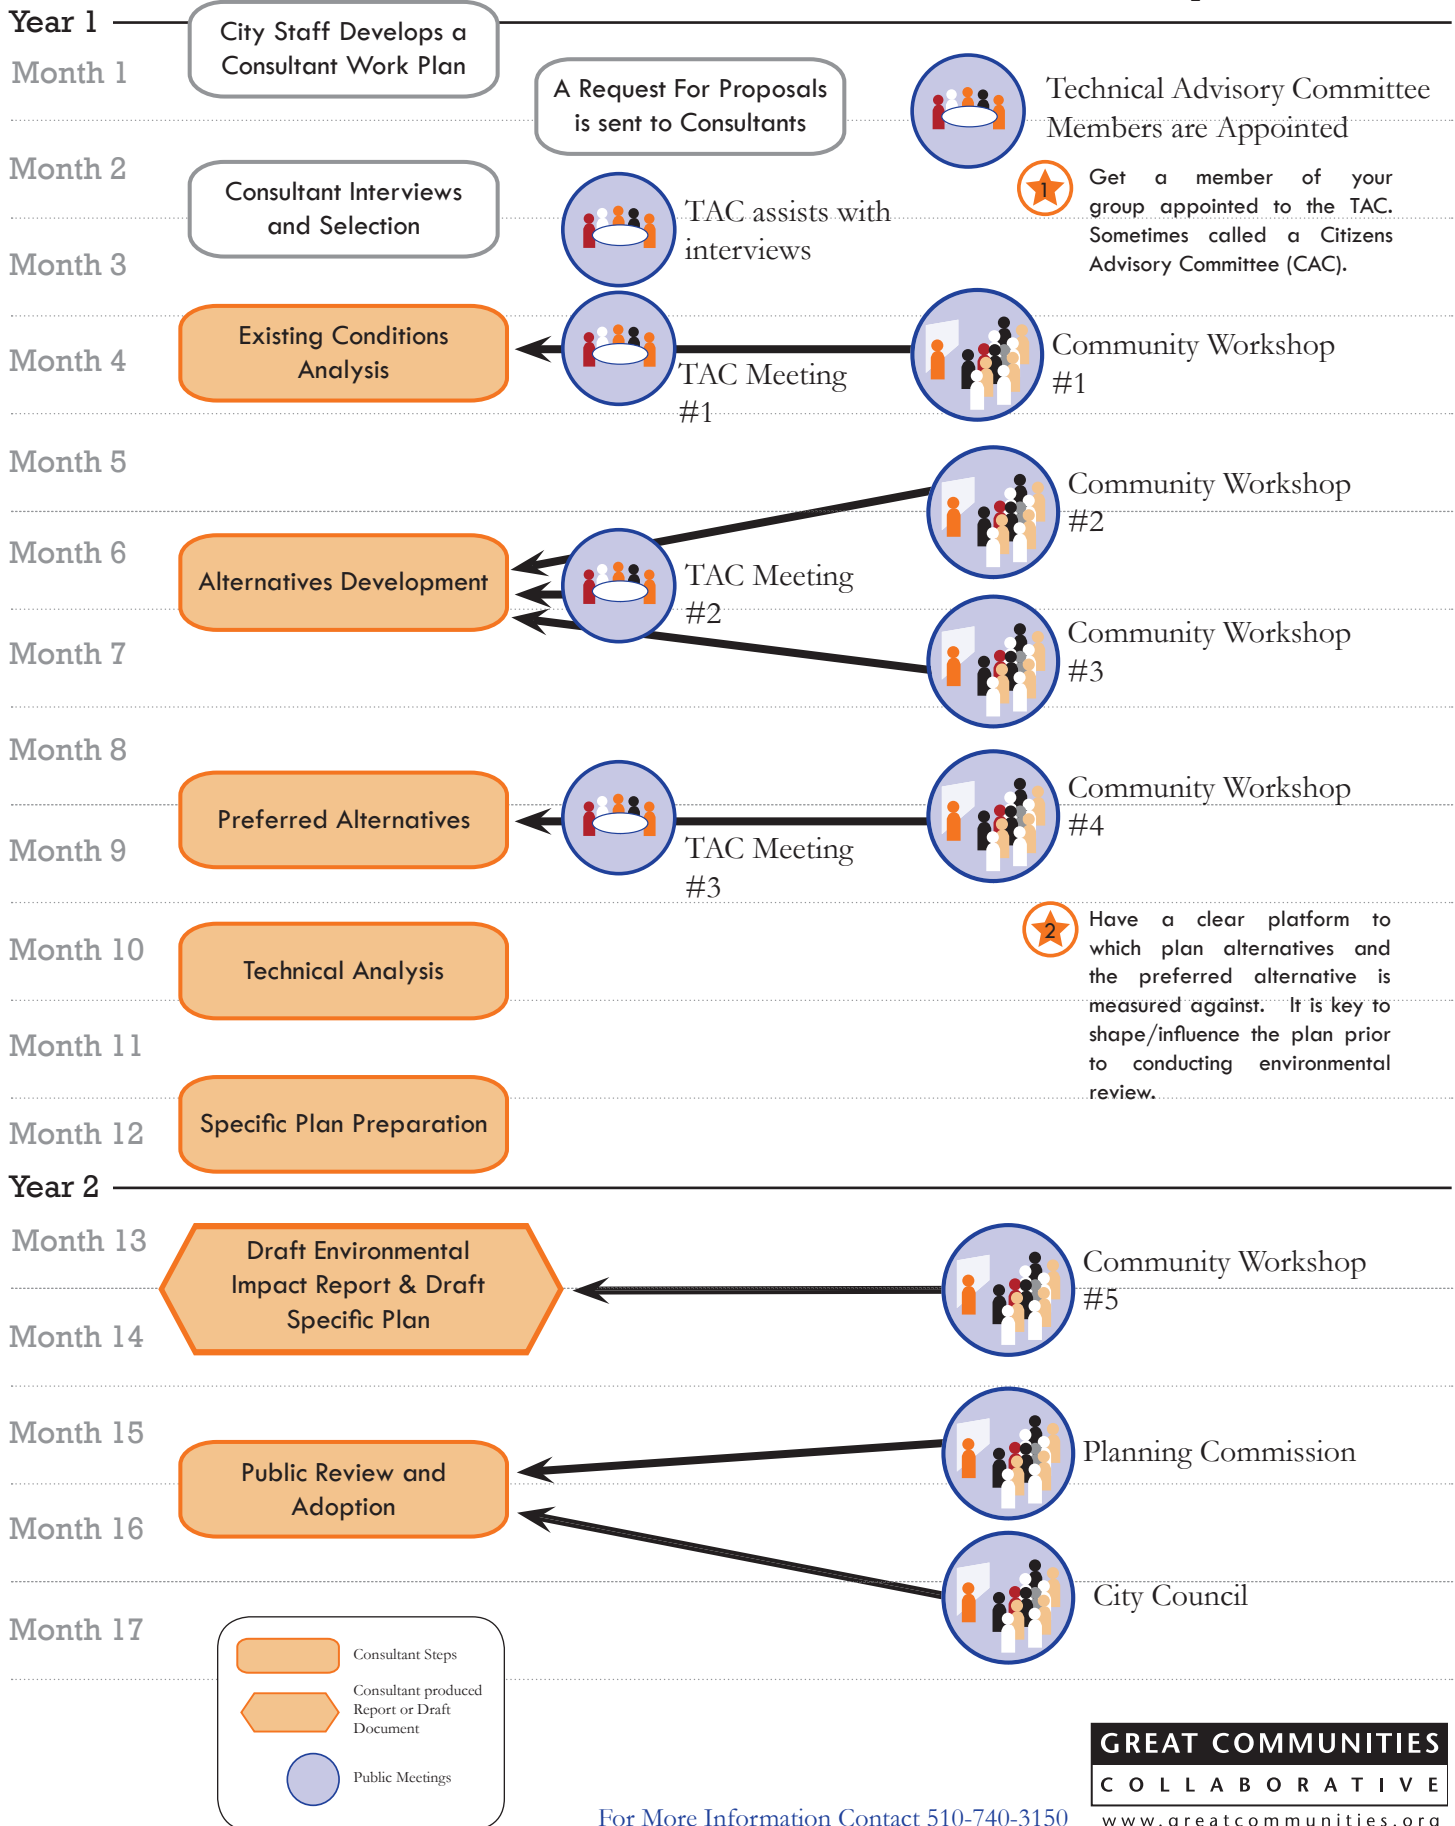 Year 1
City Staff Develops a
Consultant Work Plan
Month 1
A Request For Proposals
is sent to Consultants
Technical Advisory Committee
Members are Appointed
Month 2
Consultant Interviews
and Selection
TAC assists with
interviews
1
Get a member of your
group appointed to the TAC.
Sometimes called a Citizens
Advisory Committee (CAC).
Month 3
Existing Conditions
Analysis
Month 4
TAC Meeting
#1
Community Workshop
#1
Month 5
Community Workshop
#2
Month 6
Alternatives Development
TAC Meeting
#2
Month 7
Community Workshop
#3
Month 8
Preferred Alternatives
Community Workshop
#4
Month 9
TAC Meeting
#3
Month 10
Technical Analysis
2
Have a clear platform to
which plan alternatives and
the preferred alternative is
measured against. It is key to
shape/influence the plan prior
to conducting environmental
review.
Month 11
Month 12
Specific Plan Preparation
Year 2
Month 13
Draft Environmental
Impact Report & Draft
Specific Plan
Community Workshop
#5
Month 14
Month 15
Public Review and
Adoption
Planning Commission
Month 16
City Council
Month 17
Consultant Steps
Consultant produced
Report or Draft
Document
Public Meetings
For More Information Contact 510-740-3150
GREAT COMMUNITIES
COLLABORATIVE
www.greatcommunities.org